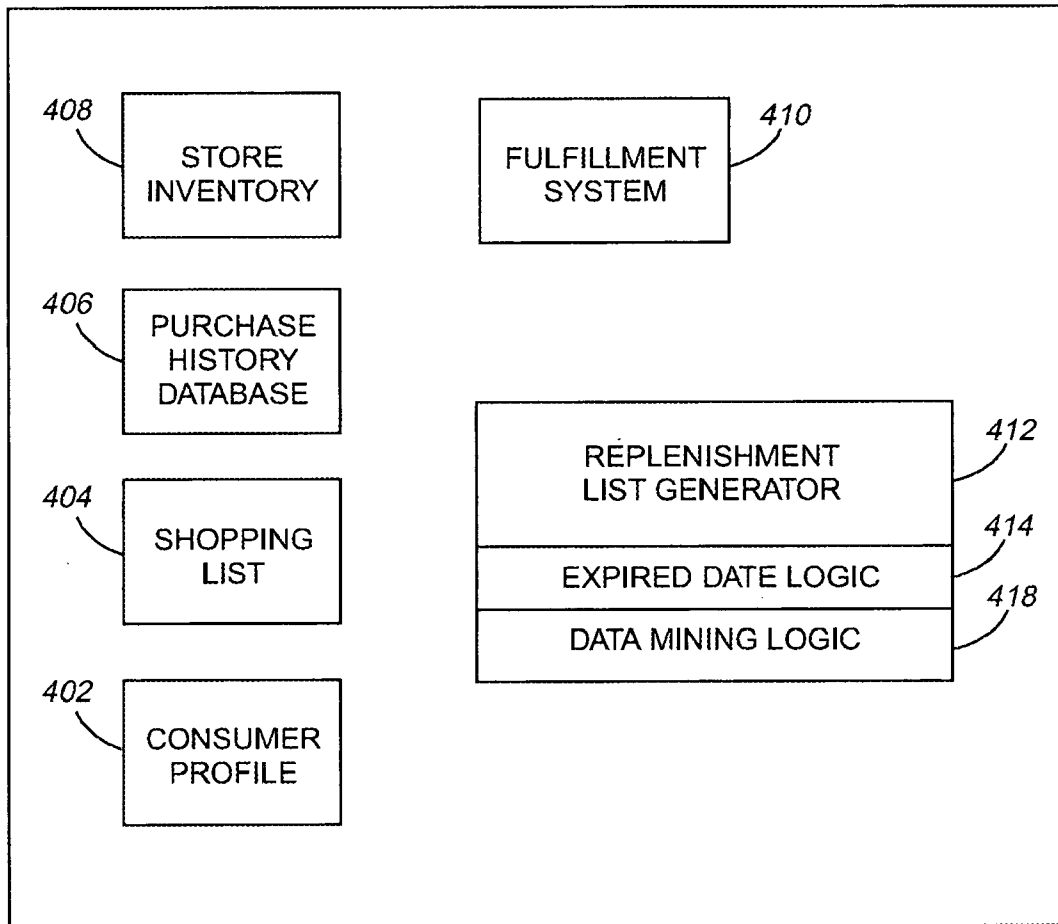 408
STORE
INVENTORY
410
FULFILLMENT
SYSTEM
406
PURCHASE
HISTORY
DATABASE
412
REPLENISHMENT
LIST GENERATOR
404
SHOPPING
LIST
414
EXPIRED DATE LOGIC
418
DATA MINING LOGIC
402
CONSUMER
PROFILE